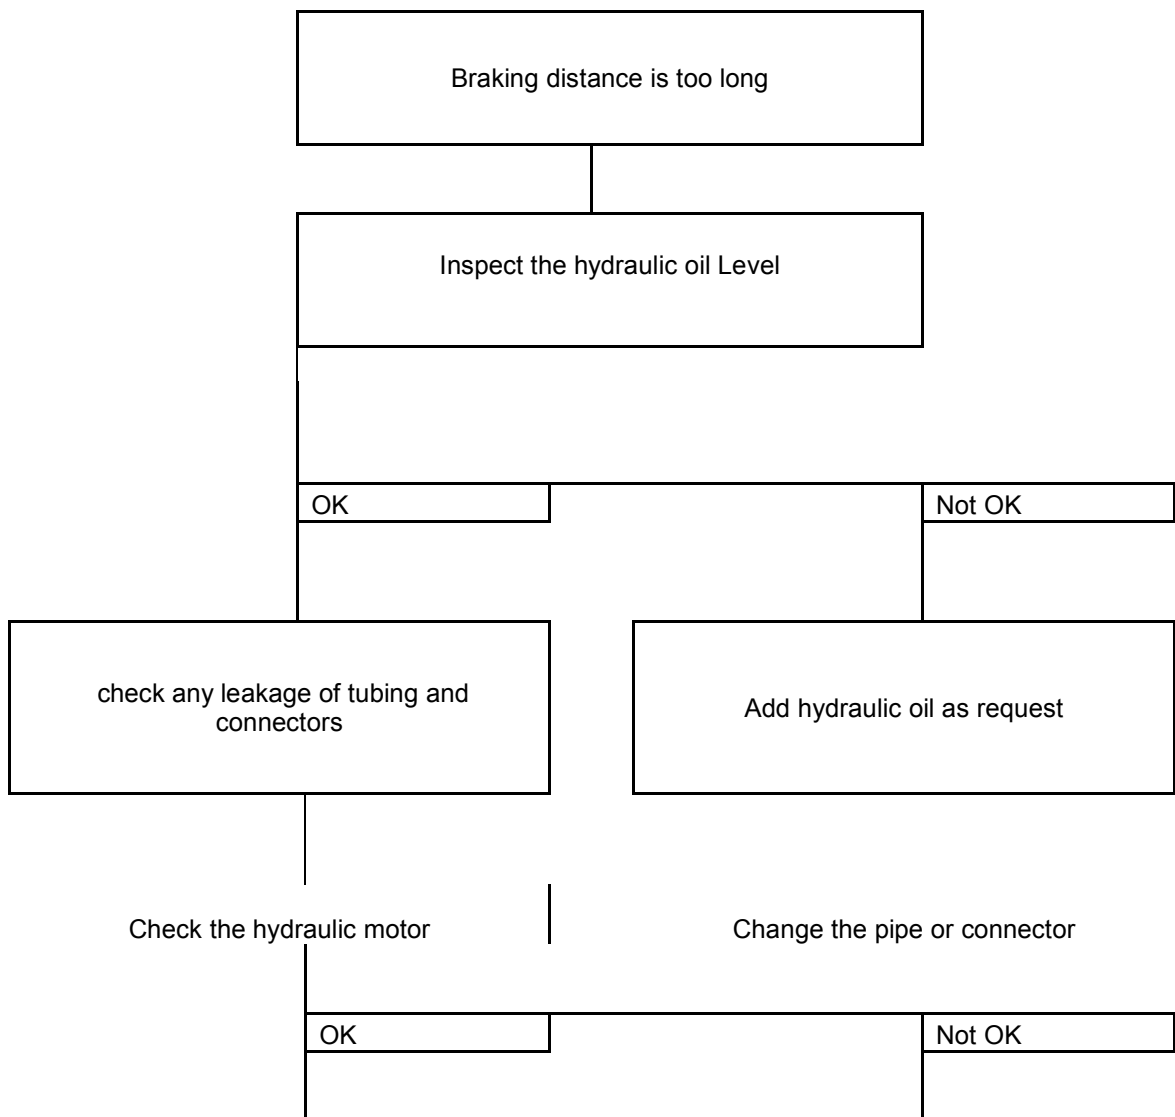 Braking distance is too long
Inspect the hydraulic oil Level
OK
Not OK
check any leakage of tubing and
connectors
Add hydraulic oil as request
Check the hydraulic motor
Change the pipe or connector
OK
Not OK